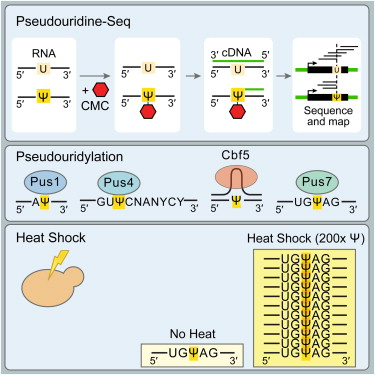 Pseudouridine-Seq
RNA
U
5′ 3′
Ψ
5′ 3′
+
CMC
U
5′ 3′
Ψ
5′ 3′
cDNA
3′ 5′
U
5′ 3′
Ψ
5′ 3′
U
Ψ
Sequence
and map
Pseudouridylation
Pus1
AΨ
5′ 3′
Pus4
GUΨCNANYCY
5′ 3′
Cbf5
Ψ
5′ 3′
Pus7
UGΨAG
5′ 3′
Heat Shock
No Heat
UGΨAG
5′ 3′
Heat Shock (200x Ψ)
UGΨAG
UGΨAG
UGΨAG
UGΨAG
UGΨAG
UGΨAG
UGΨAG
UGΨAG
UGΨAG
5′ 3′